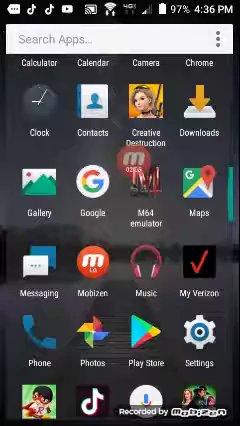 97% 4:36 PM
Search Apps...
Calculator Calendar Camera Chrome
Clock Contacts Creative Downloads
Destruction
Gallery Google M64 Maps
emulator
Messaging Mobizen Music My Verizon
Phone Photos Play Store Settings
Recorded by Mobizen